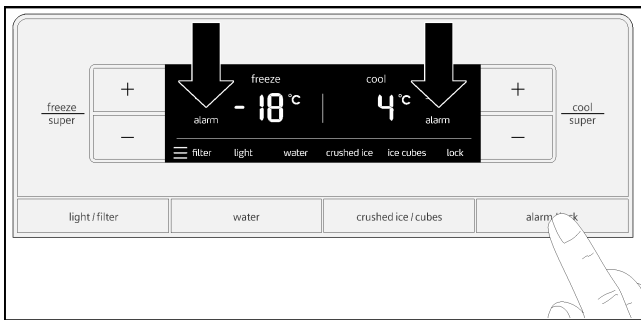 freeze
super
+
−
freeze
-18 °C
alarm
cool
4 °C
alarm
filter light water crushed ice ice cubes lock
+
−
cool
super
light / filter
water
crushed ice / cubes